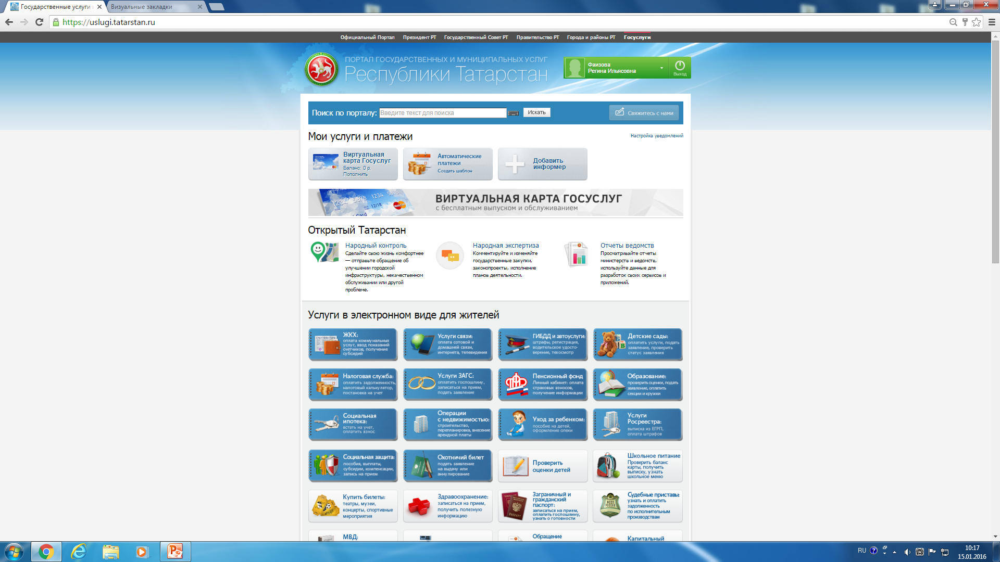 Государственные услуги
Визуальные закладки
https://uslugi.tatarstan.ru
Официальный Портал
Президент РТ
Государственный Совет РТ
Правительство РТ
Города и районы РТ
Госуслуги
ПОРТАЛ ГОСУДАРСТВЕННЫХ И МУНИЦИПАЛЬНЫХ УСЛУГ
Республики Татарстан
Фаизова
Регина Ильясовна
Выход
Поиск по порталу:
Введите текст для поиска
Искать
Свяжитесь с нами
Мои услуги и платежи
Настройка уведомлений
Виртуальная
карта Госуслуг
Баланс: 0 р.
Пополнить
Автоматические
платежи
Создать шаблон
Добавить
информер
1234 5678 1234 5678
12/18
Card
ВИРТУАЛЬНАЯ КАРТА ГОСУСЛУГ
с бесплатным выпуском и обслуживанием
Открытый Татарстан
Народный контроль
Сделайте свою жизнь комфортнее
— отправьте обращение об
улучшении городской
инфраструктуры, некачественном
обслуживании или другой
проблеме.
Народная экспертиза
Комментируйте и изменяйте
государственные закупки,
законопроекты, исполнение
планов деятельности.
Отчеты ведомств
Просматривайте отчеты
министерств и ведомств,
используйте данные для
разработок своих сервисов и
приложений.
Услуги в электронном виде для жителей
ЖКХ:
оплата коммунальных
услуг, ввод показаний
счетчиков, получение
субсидий
Услуги связи:
оплата сотовой и
домашней связи,
интернета, телевидения
ГИБДД и автоуслуги:
штрафы, регистрация,
водительское удосто-
верение, техосмотр
Детские сады:
оплатить услуги, подать
заявление, проверить
статус заявления
Налоговая служба:
оплатить задолженность,
налоговый калькулятор,
постановка на учет
Услуги ЗАГС:
оплатить госпошлину,
записаться на прием,
подать заявление
Пенсионный фонд
Личный кабинет: оплата
страховых взносов,
получение информации
Образование:
проверить оценки, подать
заявление, оплатить
секции и кружки
Социальная
ипотека:
встать на учет,
оплатить взнос
Операции
с недвижимостью:
строительство,
перепланировка, внесение
арендной платы
Уход за ребенком:
пособие на детей,
оформление опеки
Услуги
Росреестра:
выписка из ЕГРП,
оплата штрафов
Социальная защита:
пособия, выплаты,
субсидии, компенсации,
запись на прием
Охотничий билет
подать заявление
на выдачу или
аннулирование
Проверить
оценки детей
Школьное питание
Проверить баланс
карты, получить
выписку, узнать
школьное меню
Купить билеты:
театры, музеи,
концерты, спортивные
мероприятия
Здравоохранение:
записаться на прием,
получить полезную
информацию
Заграничный и
гражданский
паспорт:
записаться на прием,
оплатить госпошлину,
узнать о готовности
Судебные приставы:
узнать и оплатить
задолженность
по исполнительным
производствам
МВД:
Обращение
Капитальный
RU
10:17
15.01.2016